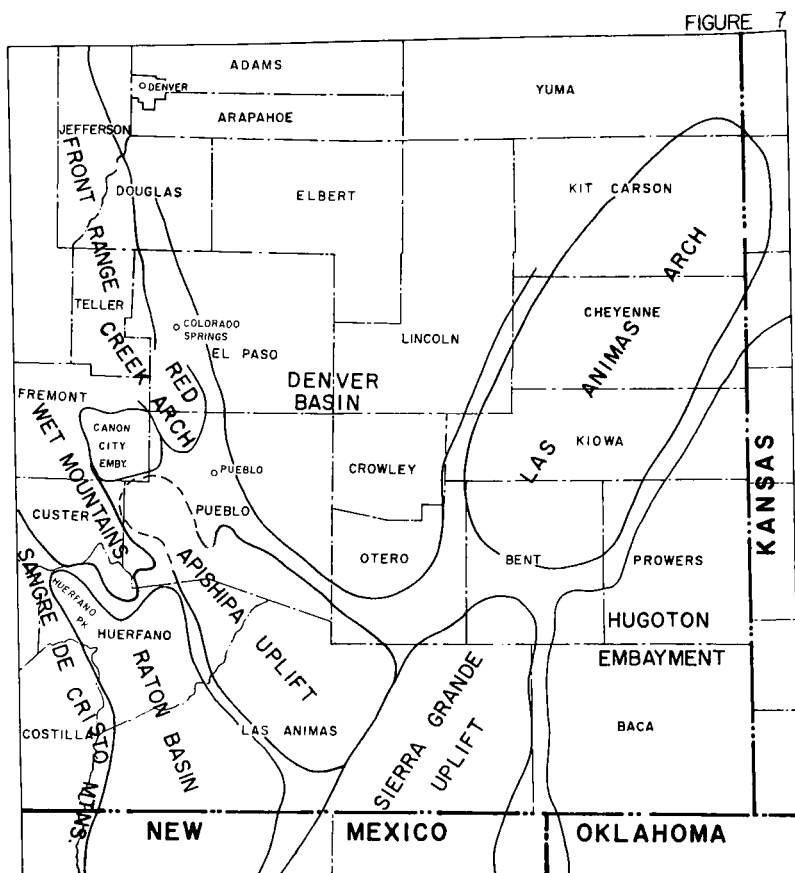 FIGURE 7
ADAMS
DENVER
YUMA
ARAPAHOE
JEFFERSON
FRONT RANGE
DOUGLAS
ELBERT
KIT CARSON
TELLER
COLORADO
SPRINGS
EL PASO
LINCOLN
CHEYENNE
LAS ANIMAS ARCH
RED
CREEK ARCH
DENVER
BASIN
FREMONT
CANON
CITY
EMBY.
WET MOUNTAINS
PUEBLO
PUEBLO
CROWLEY
KIOWA
KANSAS
CUSTER
OTERO
BENT
PROWERS
SANGRE DE CRISTO MTNS.
HUERFANO
PK.
APISHIPA
UPLIFT
HUERFANO
RATON BASIN
HUGOTON
EMBAYMENT
COSTILLA
LAS ANIMAS
SIERRA GRANDE
UPLIFT
BACA
NEW MEXICO
OKLAHOMA